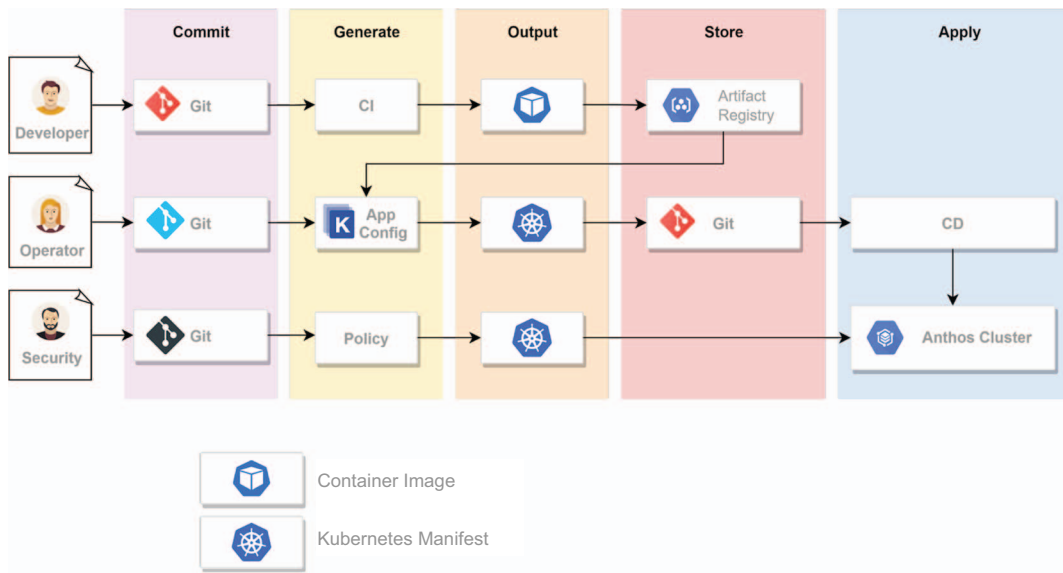 Commit
Generate
Output
Store
Apply
Developer
Git
CI
Artifact
Registry
Operator
Git
K
App
Config
Git
CD
Security
Git
Policy
Anthos Cluster
Container Image
Kubernetes Manifest